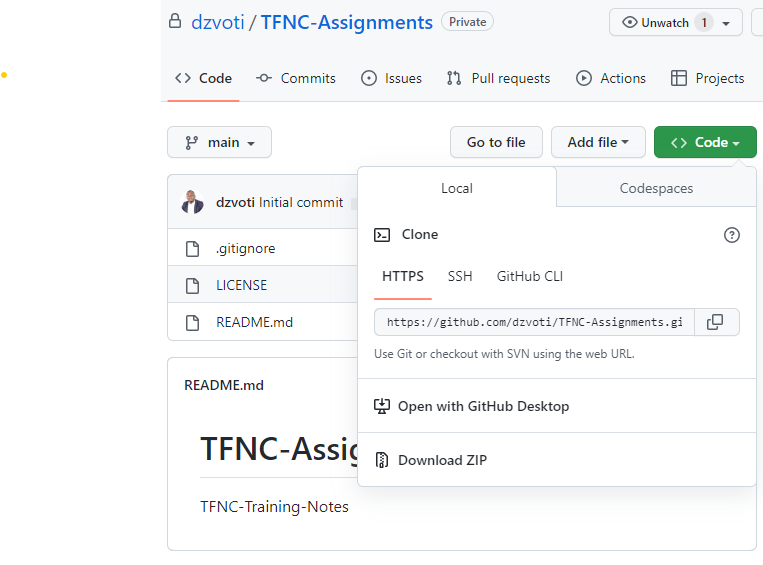 dzvoti / TFNC-Assignments Private Unwatch 1
Code Commits Issues Pull requests Actions Projects
main Go to file Add file Code
Local Codespaces
dzvoti Initial commit
Clone
.gitignore
HTTPS SSH GitHub CLI
LICENSE
https://github.com/dzvoti/TFNC-Assignments.gi
README.md
Use Git or checkout with SVN using the web URL.
README.md
Open with GitHub Desktop
TFNC-Assig
Download ZIP
TFNC-Training-Notes